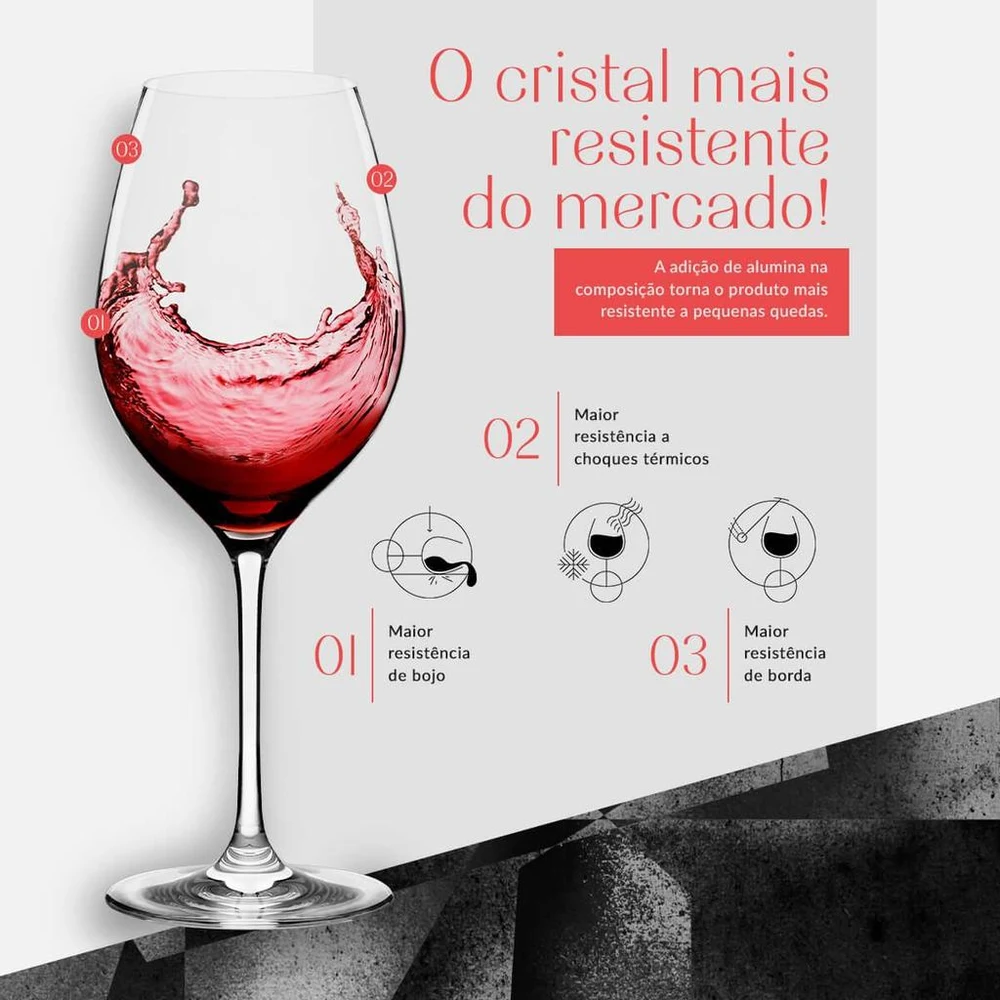 O cristal mais
resistente
do mercado!
A adição de alumina na
composição torna o produto mais
resistente a pequenas quedas.
03
02
01
02
Maior
resistência a
choques térmicos
01
Maior
resistência
de bojo
03
Maior
resistência
de borda